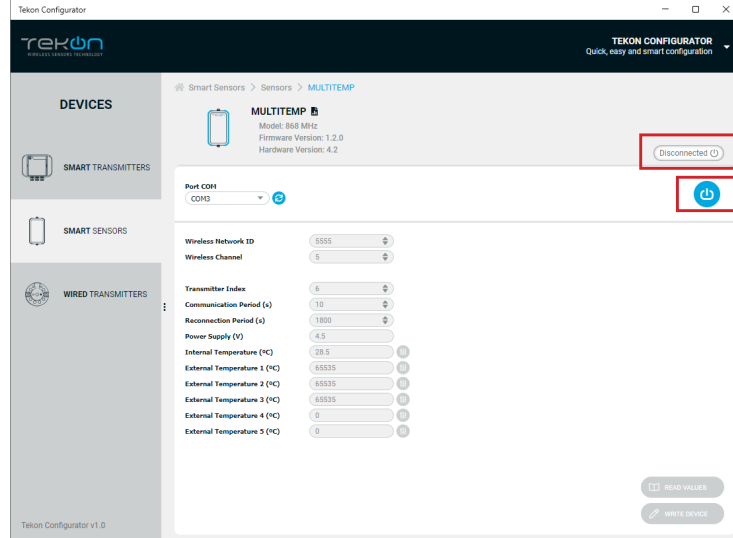 Tekon Configurator
TEKON
WIRELESS SENSORS TECHNOLOGY
TEKON CONFIGURATOR
Quick, easy and smart configuration
DEVICES
SMART TRANSMITTERS
SMART SENSORS
WIRED TRANSMITTERS
Tekon Configurator v1.0
Smart Sensors > Sensors > MULTITEMP
MULTITEMP
Model: 868 MHz
Firmware Version: 1.2.0
Hardware Version: 4.2
Disconnected
Port COM
COM3
Wireless Network ID 5555
Wireless Channel 5
Transmitter Index 6
Communication Period (s) 10
Reconnection Period (s) 1800
Power Supply (V) 4.5
Internal Temperature (ºC) 28.5
External Temperature 1 (ºC) 65535
External Temperature 2 (ºC) 65535
External Temperature 3 (ºC) 65535
External Temperature 4 (ºC) 0
External Temperature 5 (ºC) 0
READ VALUES
WRITE DEVICE